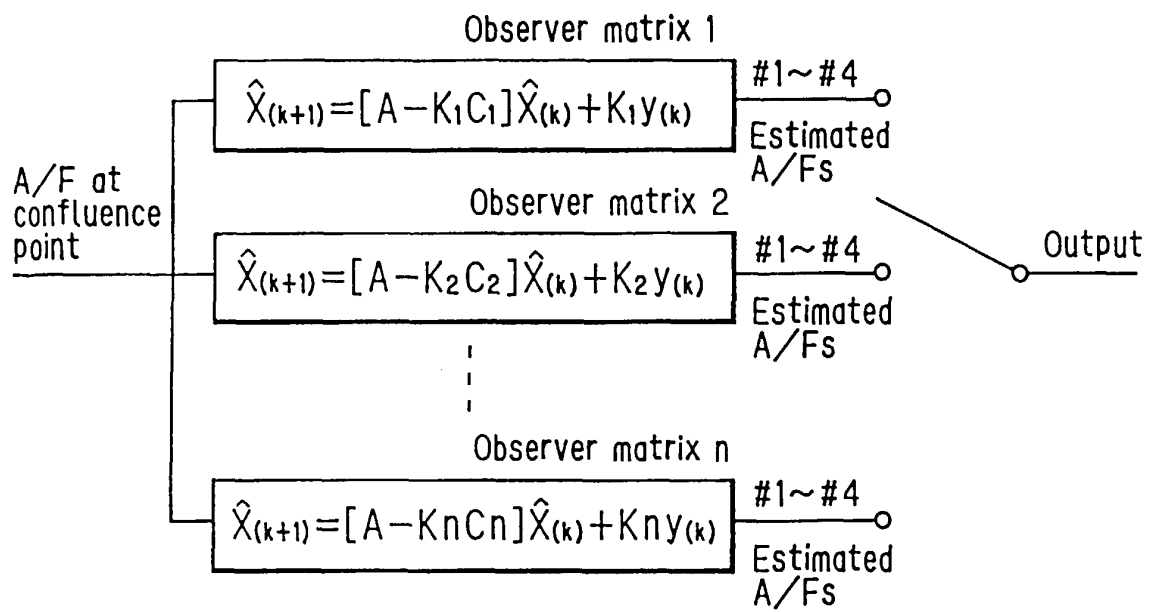 Observer matrix 1
X̂(k+1)=[A−K₁C₁]X̂(k)+K₁y(k)
#1~#4
Estimated
A/Fs
A/F at
confluence
point
Observer matrix 2
X̂(k+1)=[A−K₂C₂]X̂(k)+K₂y(k)
#1~#4
Estimated
A/Fs
Output
Observer matrix n
X̂(k+1)=[A−KnCn]X̂(k)+Kny(k)
#1~#4
Estimated
A/Fs